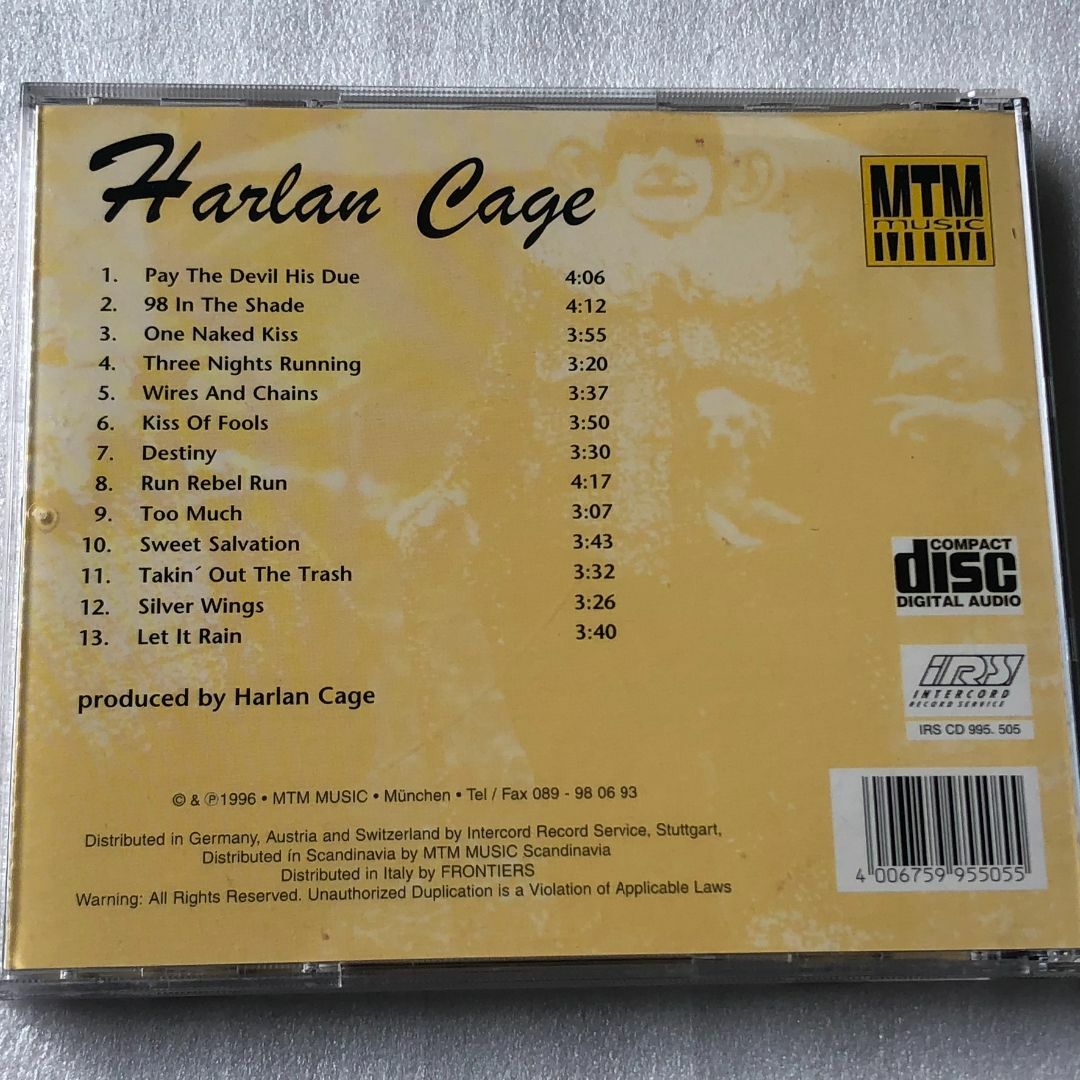 Harlan Cage
MTM
music
MTM
1. Pay The Devil His Due 4:06
2. 98 In The Shade 4:12
3. One Naked Kiss 3:55
4. Three Nights Running 3:20
5. Wires And Chains 3:37
6. Kiss Of Fools 3:50
7. Destiny 3:30
8. Run Rebel Run 4:17
9. Too Much 3:07
10. Sweet Salvation 3:43
11. Takin´ Out The Trash 3:32
12. Silver Wings 3:26
13. Let It Rain 3:40
produced by Harlan Cage
COMPACT
disc
DIGITAL AUDIO
IRS
INTERCORD
RECORD SERVICE
IRS CD 995. 505
© & ℗1996 • MTM MUSIC • München • Tel / Fax 089 - 98 06 93
Distributed in Germany, Austria and Switzerland by Intercord Record Service, Stuttgart,
Distributed ín Scandinavia by MTM MUSIC Scandinavia
Distributed in Italy by FRONTIERS
Warning: All Rights Reserved. Unauthorized Duplication is a Violation of Applicable Laws
4 006759 955055